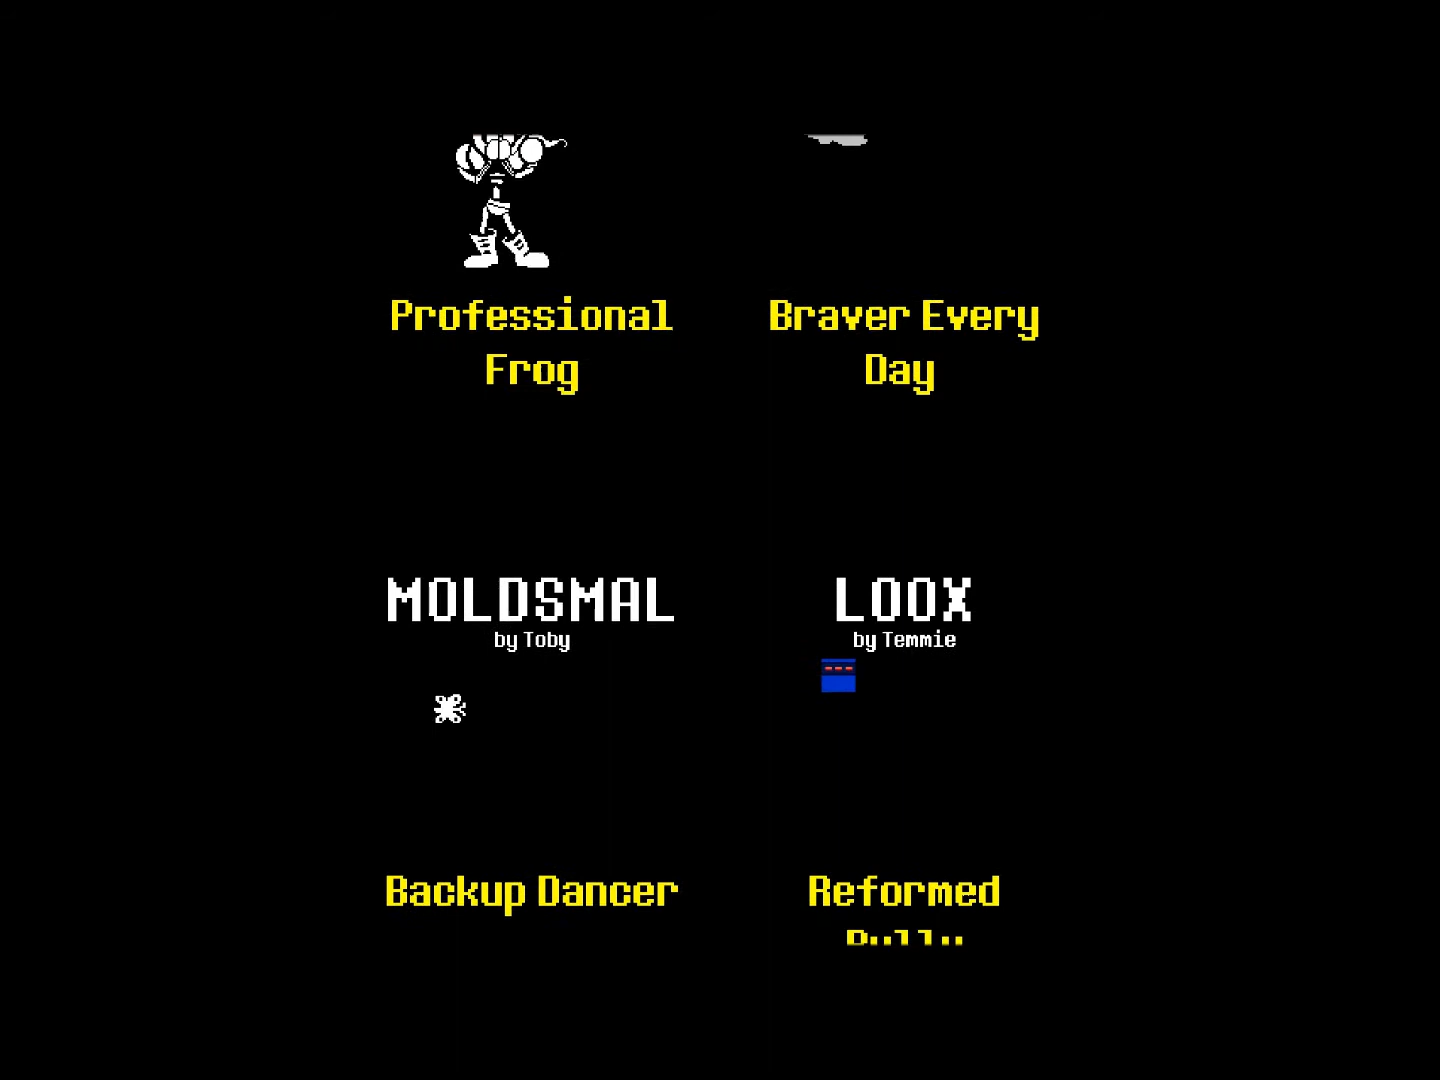 Professional
Frog
Braver Every
Day
MOLDSMAL
by Toby
LOOX
by Temmie
Backup Dancer
Reformed